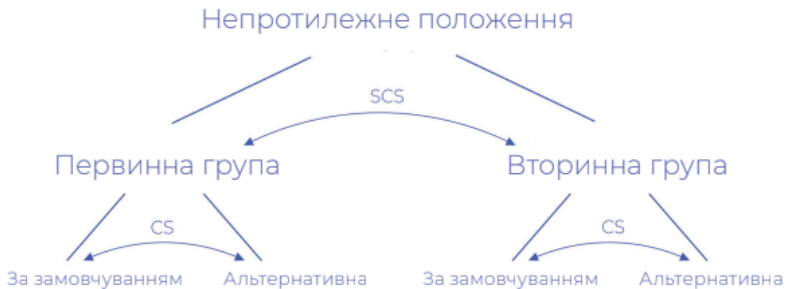 Непротилежне положення
SCS
Первинна група
Вторинна група
CS
CS
За замовчуванням
Альтернативна
За замовчуванням
Альтернативна